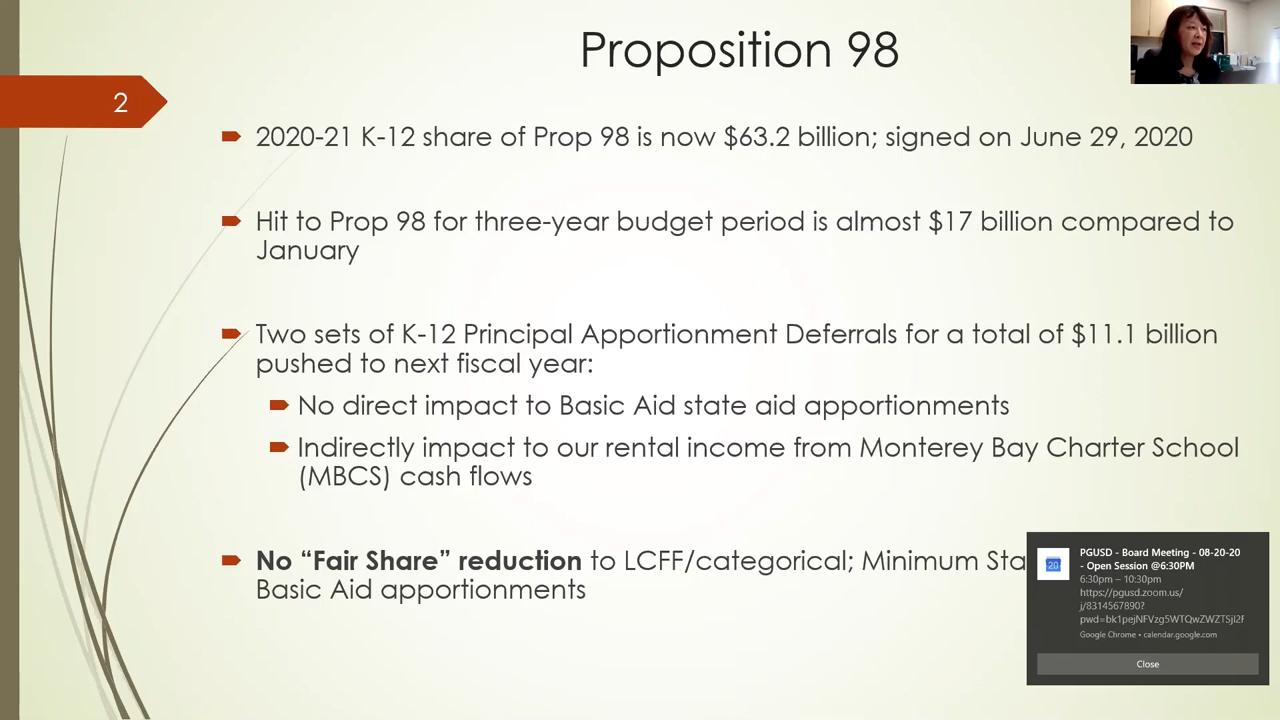 Proposition 98
2
2020-21 K-12 share of Prop 98 is now $63.2 billion; signed on June 29, 2020
Hit to Prop 98 for three-year budget period is almost $17 billion compared to
January
Two sets of K-12 Principal Apportionment Deferrals for a total of $11.1 billion
pushed to next fiscal year:
No direct impact to Basic Aid state aid apportionments
Indirectly impact to our rental income from Monterey Bay Charter School
(MBCS) cash flows
No “Fair Share” reduction to LCFF/categorical; Minimum
Basic Aid apportionments
PGUSD - Board Meeting - 08-20-20
- Open Session @6:30PM
6:30pm – 10:30pm
https://pgusd.zoom.us/
j/8314567890?
Google Chrome • calendar.google.com
Close
20